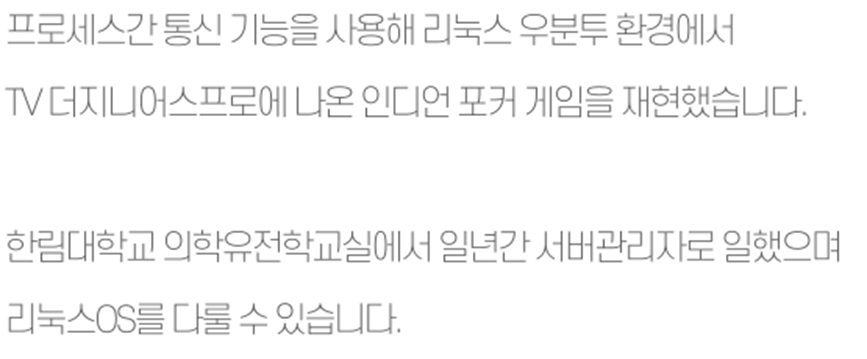 프로세스간 통신 기능을 사용해 리눅스 우분투 환경에서
TV 더지니어스프로에 나온 인디언 포커 게임을 재현했습니다.
한림대학교 의학유전학교실에서 일년간 서버관리자로 일했으며
리눅스OS를 다룰 수 있습니다.